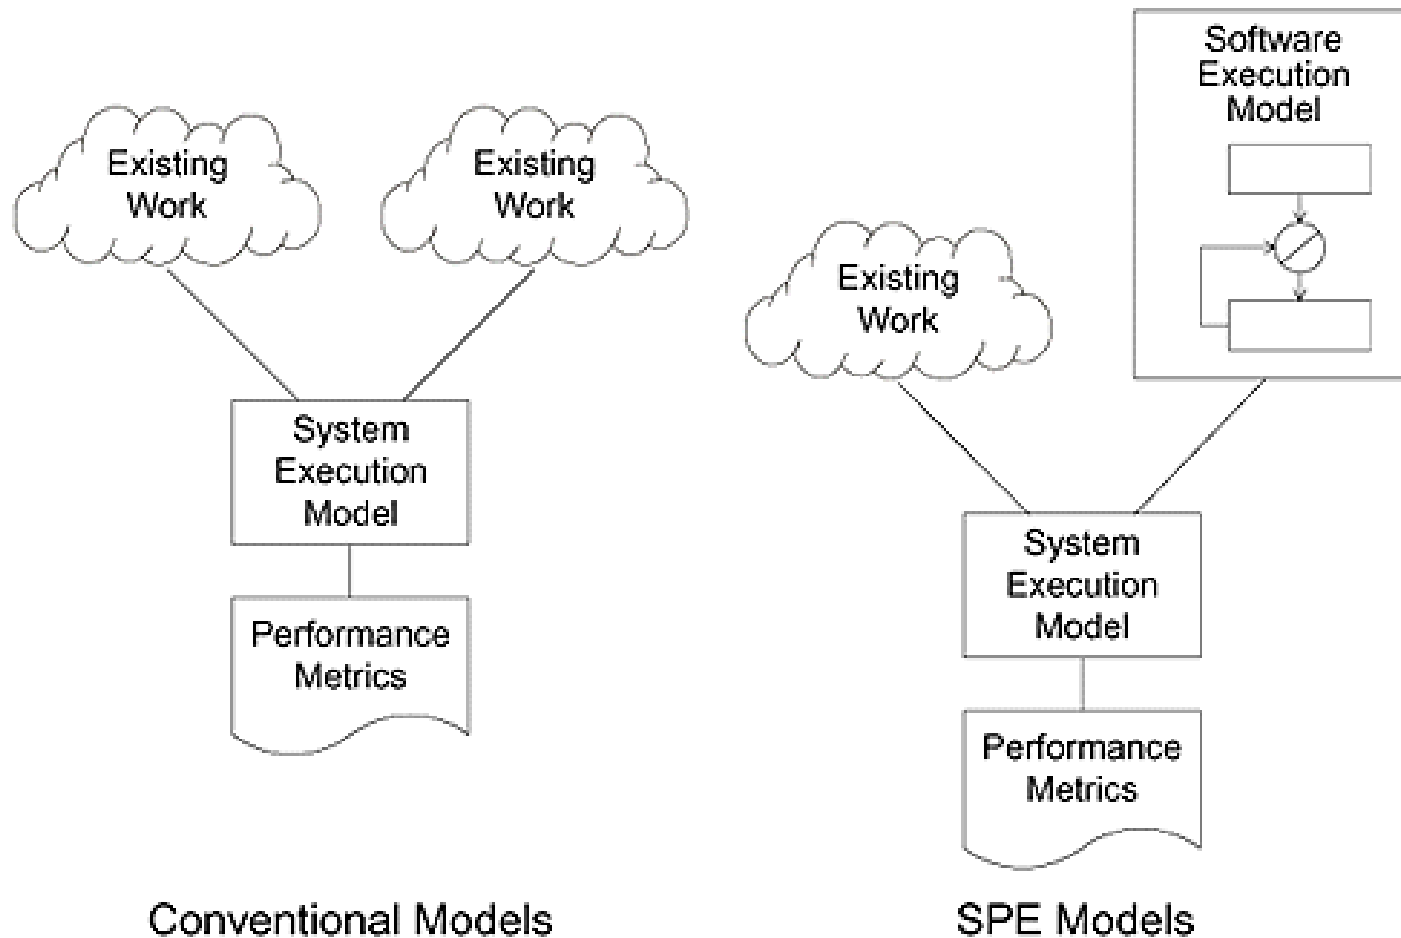 Existing
Work
Existing
Work
System
Execution
Model
Performance
Metrics
Conventional Models
Software
Execution
Model
Existing
Work
System
Execution
Model
Performance
Metrics
SPE Models